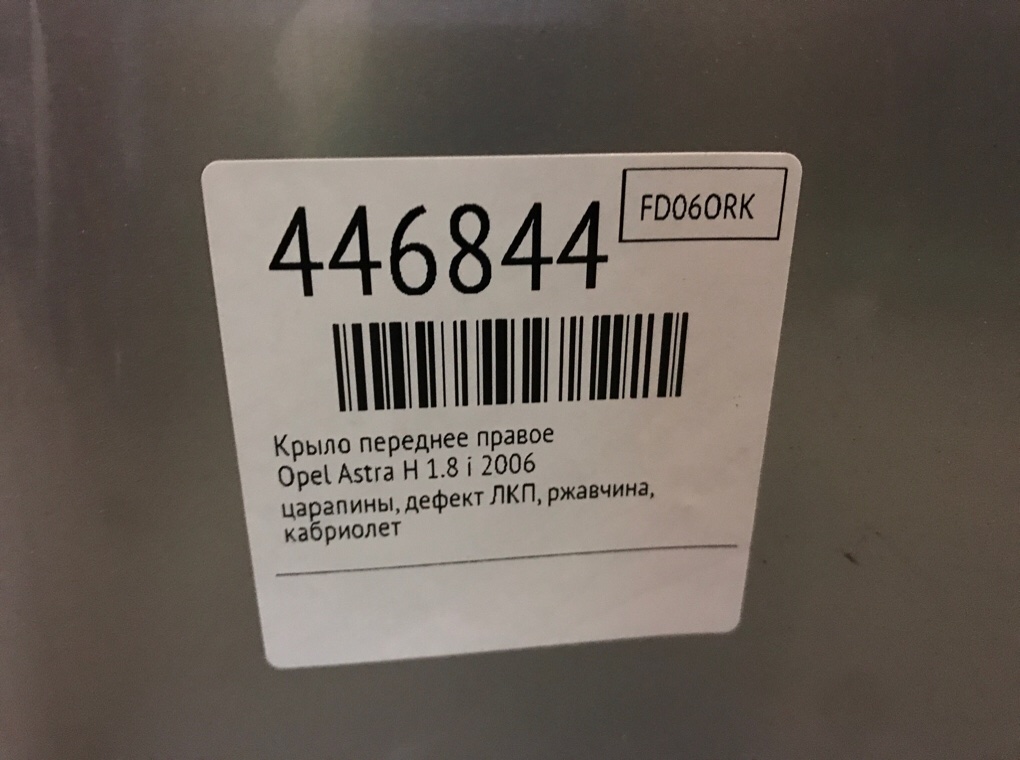 446844
FD06ORK
Крыло переднее правое
Opel Astra H 1.8 i 2006
царапины, дефект ЛКП, ржавчина,
кабриолет